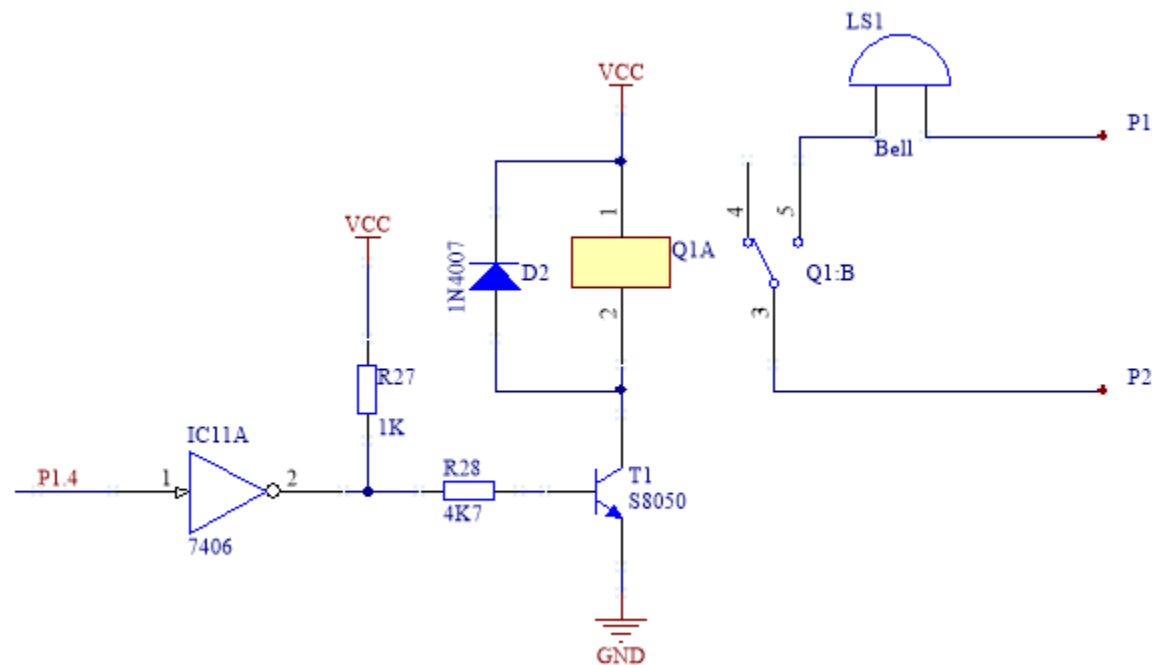 LS1
VCC
P1
Bell
1
4
5
VCC
Q1A
1N4007
D2
Q1:B
2
3
R27
P2
1K
IC11A
P1.4
1
2
R28
T1
4K7
S8050
7406
GND